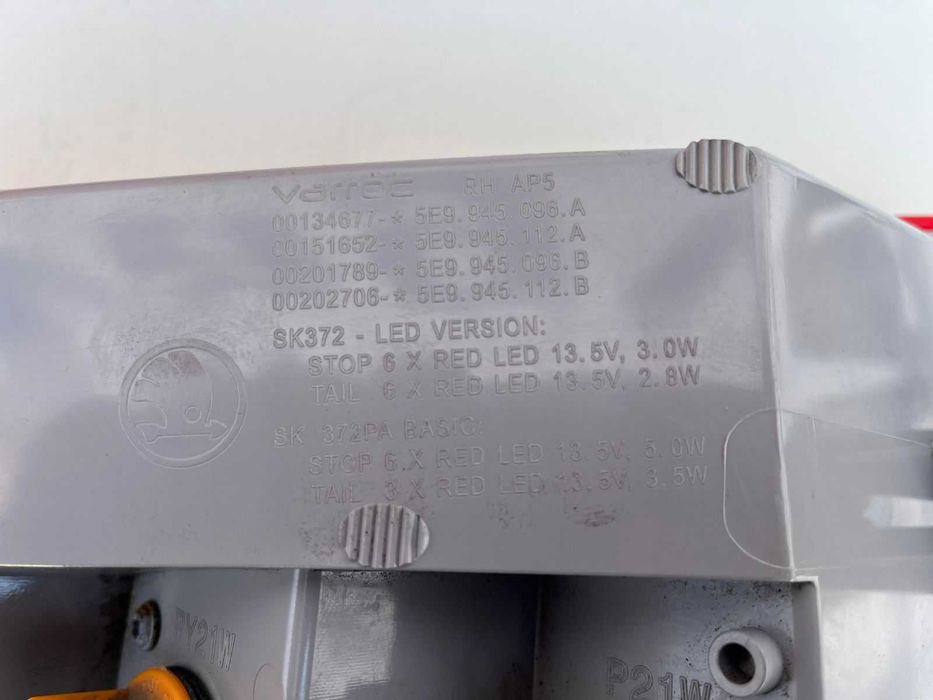 varroc RH AP5
00134677-* 5E9.945.096.A
00151652-* 5E9.945.112.A
00201789-* 5E9.945.096.B
00202706-* 5E9.945.112.B
SK372 - LED VERSION:
STOP 6 X RED LED 13.5V, 3.0W
TAIL 6 X RED LED 13.5V, 2.8W
SK 372PA BASIC:
STOP 6 X RED LED 13.5V, 5.0W
TAIL 3 X RED LED 13.5V, 3.5W
PY21W
P21W